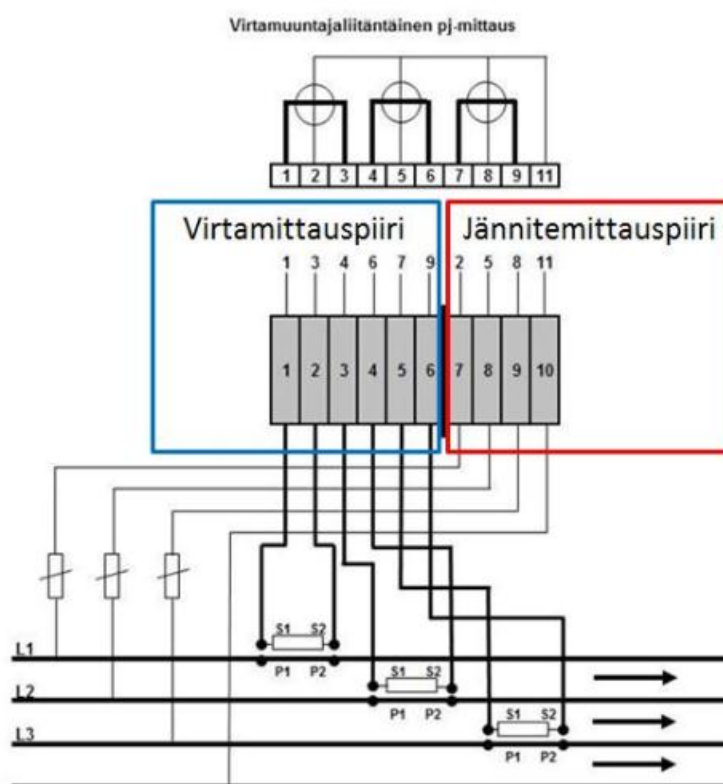 Virtamuuntajaliitäntäinen pj-mittaus
1 2 3 4 5 6 7 8 9 11
Virtamittauspiiri Jännitemittauspiiri
1 3 4 6 7 9 2 5 8 11
1 2 3 4 5 6 7 8 9 10
S1 S2
L1
P1 P2
S1 S2
L2
P1 P2
S1 S2
L3
P1 P2